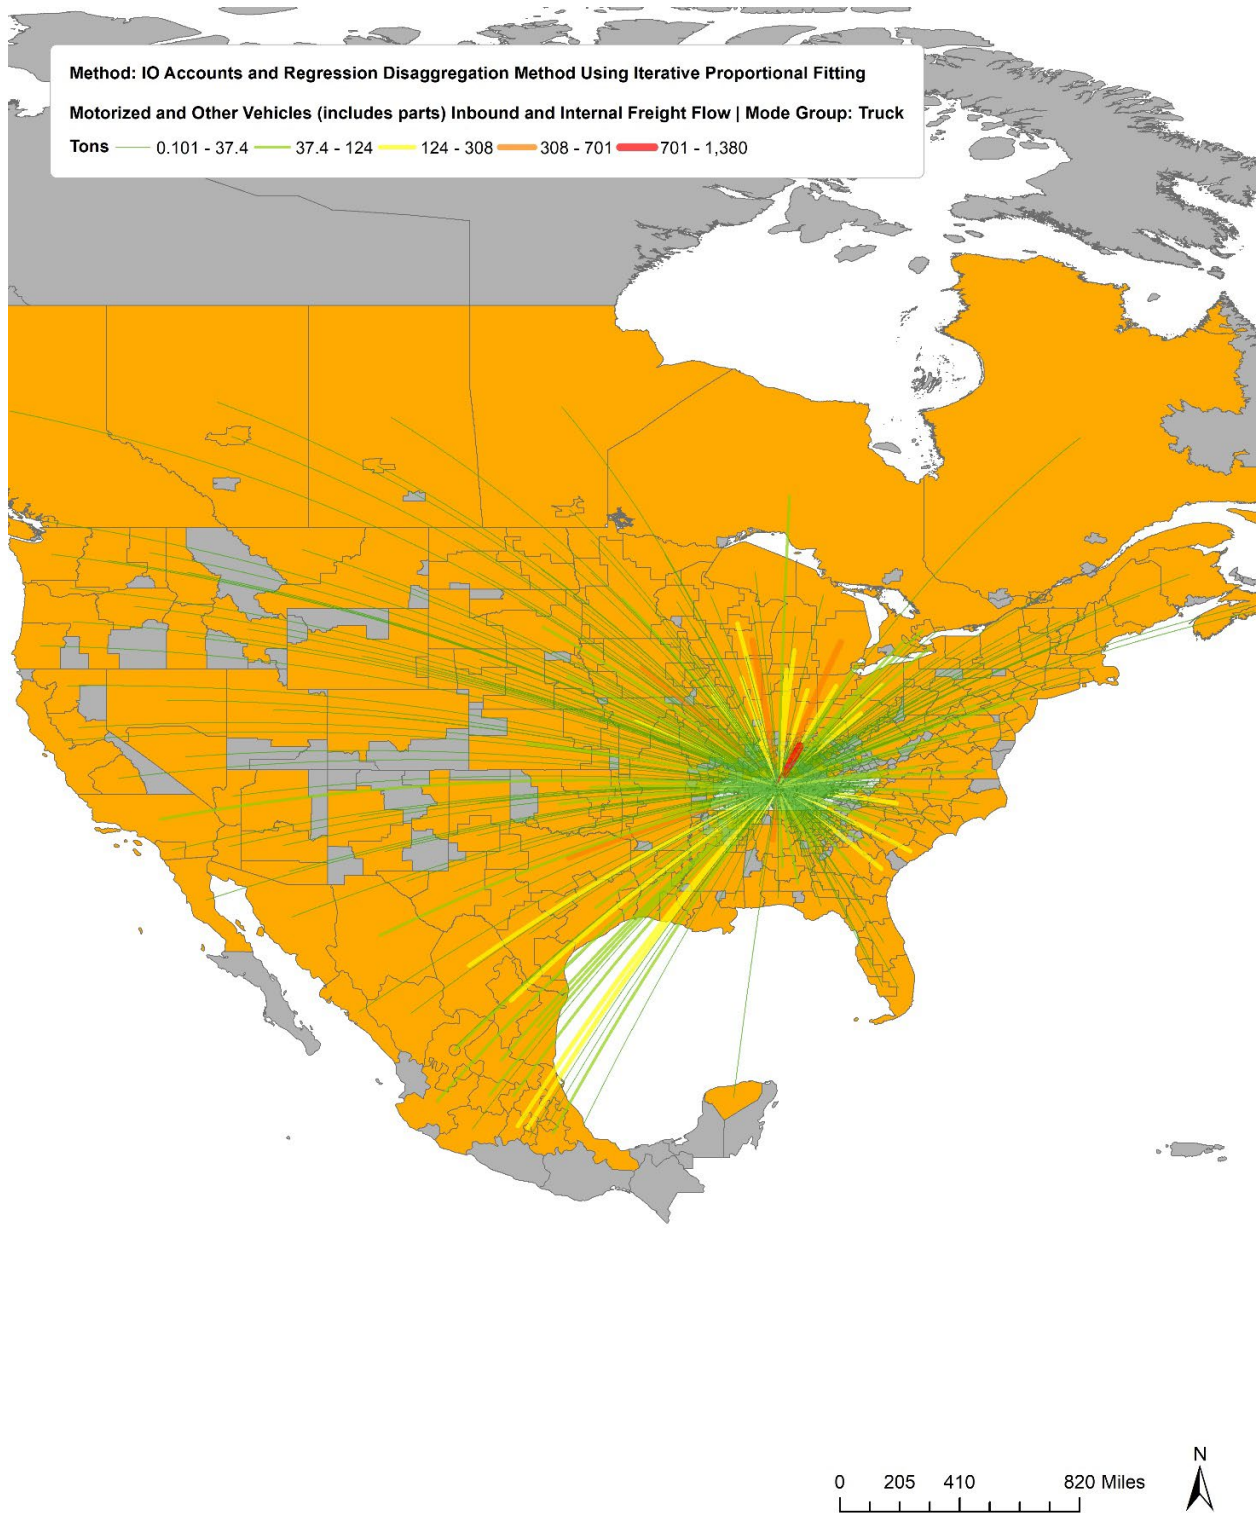 Method: IO Accounts and Regression Disaggregation Method Using Iterative Proportional Fitting
Motorized and Other Vehicles (includes parts) Inbound and Internal Freight Flow | Mode Group: Truck
Tons 0.101 - 37.4 37.4 - 124 124 - 308 308 - 701 701 - 1,380
N
0 205 410 820 Miles